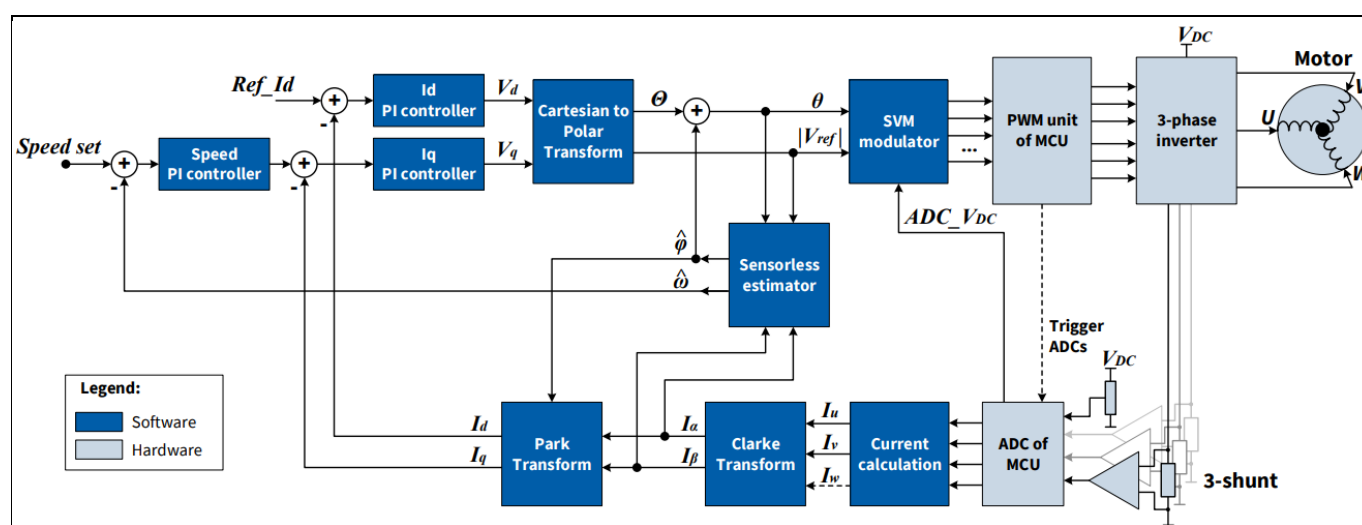 V_DC
Motor
Ref_Id
Id
PI controller
V_d
Cartesian to
Polar
Transform
Θ
θ
SVM
modulator
PWM unit
of MCU
3-phase
inverter
V
U
W
Speed set
Speed
PI controller
Iq
PI controller
V_q
|V_ref|
...
+
+
+
+
-
-
-
ADC_V_DC
φ̂
ω̂
Sensorless
estimator
Trigger
ADCs
V_DC
Legend:
Software
Hardware
I_d
I_q
Park
Transform
I_α
I_β
Clarke
Transform
I_u
I_v
I_w
Current
calculation
ADC of
MCU
3-shunt